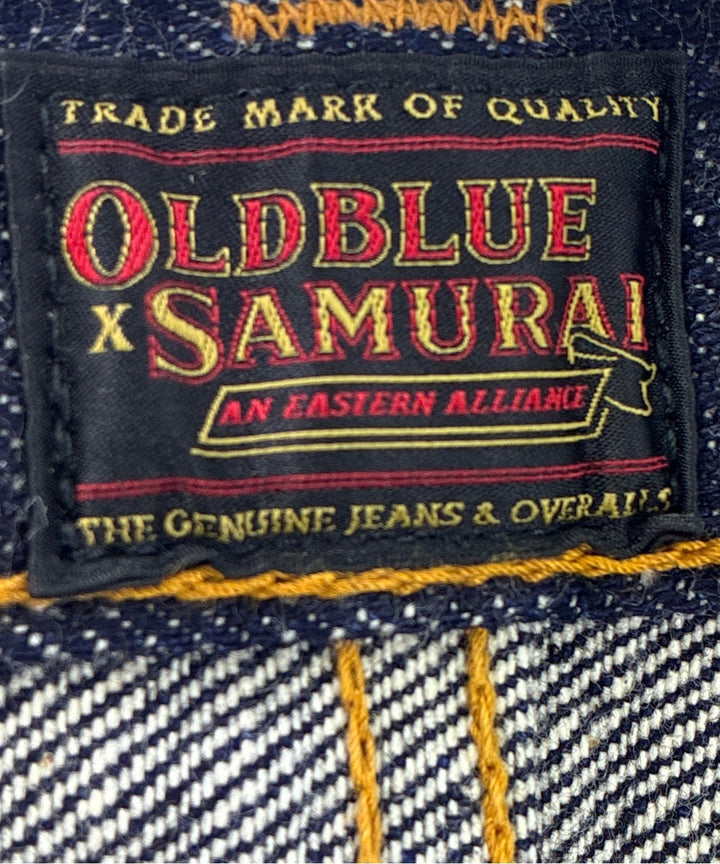 TRADE MARK OF QUALITY
OLDBLUE
X SAMURAI
AN EASTERN ALLIANCE
THE GENUINE JEANS & OVERALLS